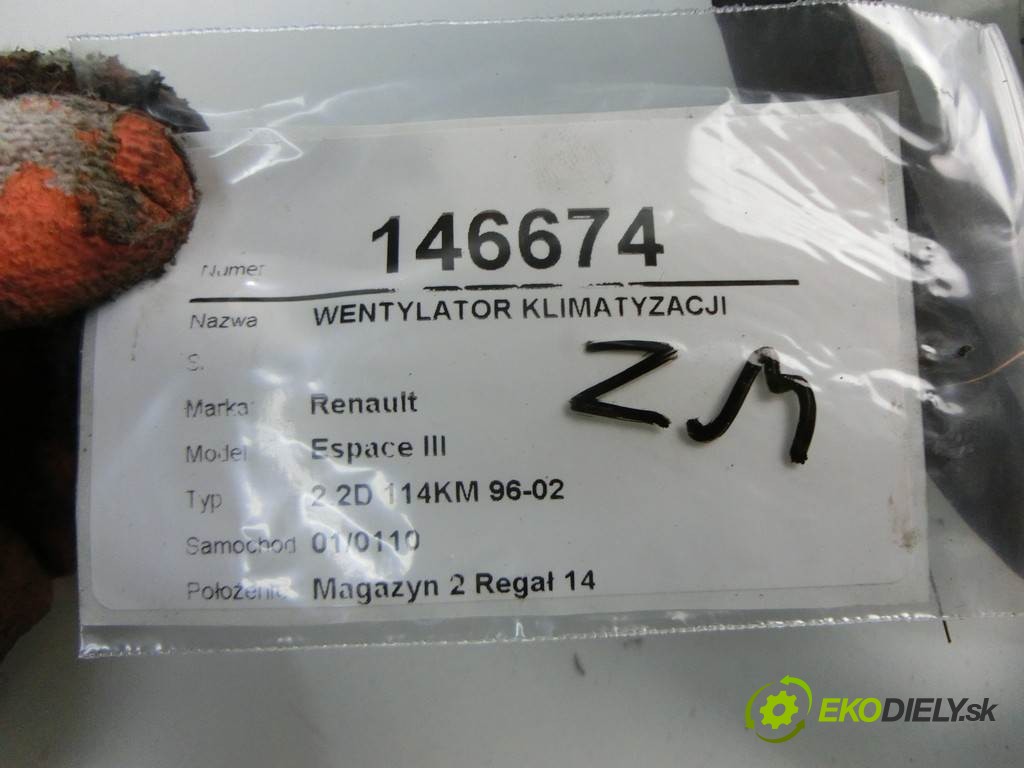 Numer 146674
Nazwa WENTYLATOR KLIMATYZACJI
S.
Marka Renault
Model Espace III
Typ 2.2D 114KM 96-02
Samochod 01/0110
Położenie Magazyn 2 Regał 14
EKODIELY.sk